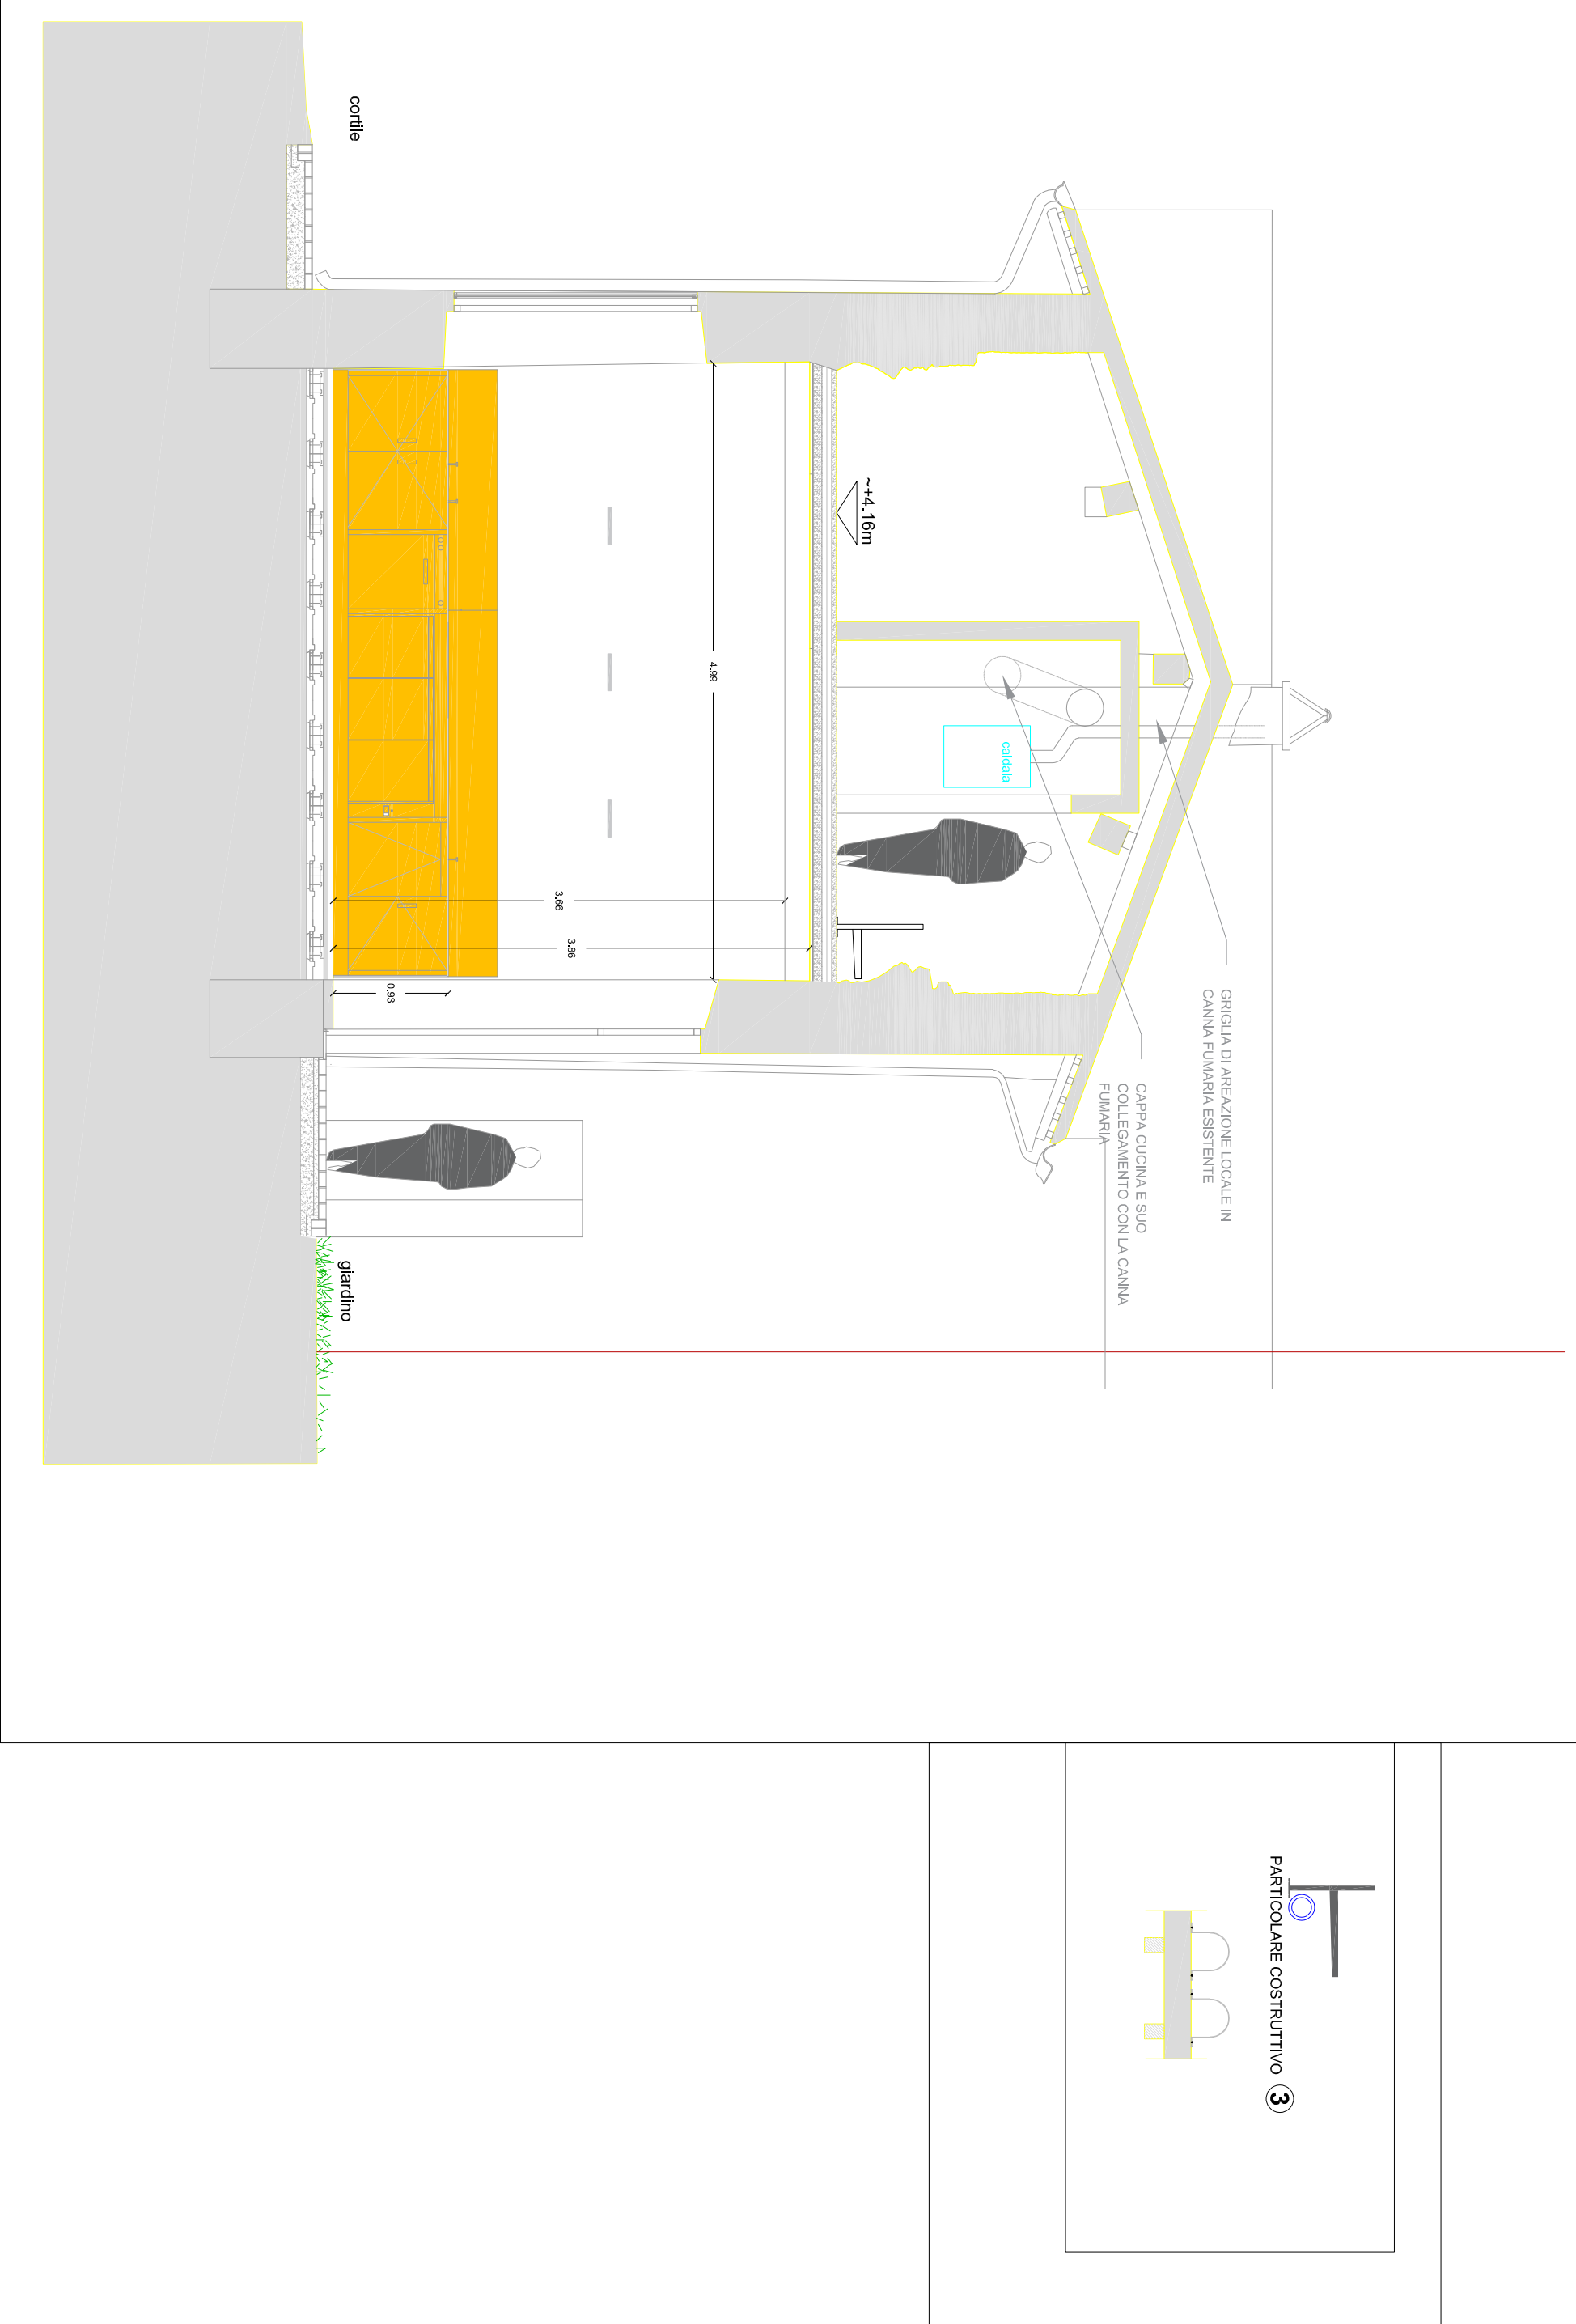 GRIGLIA DI AREAZIONE LOCALE IN
CANNA FUMARIA ESISTENTE
CAPPA CUCINA E SUO
COLLEGAMENTO CON LA CANNA
FUMARIA
caldaia
~+4.16m
4.99
3.66
3.86
0.93
cortile
giardino
PARTICOLARE COSTRUTTIVO 3